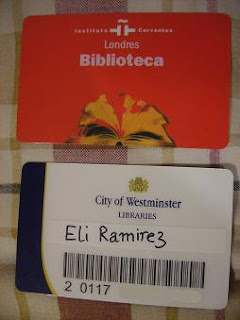 Instituto Cervantes
Londres
Biblioteca
City of Westminster
LIBRARIES
Eli Ramirez
2 0117